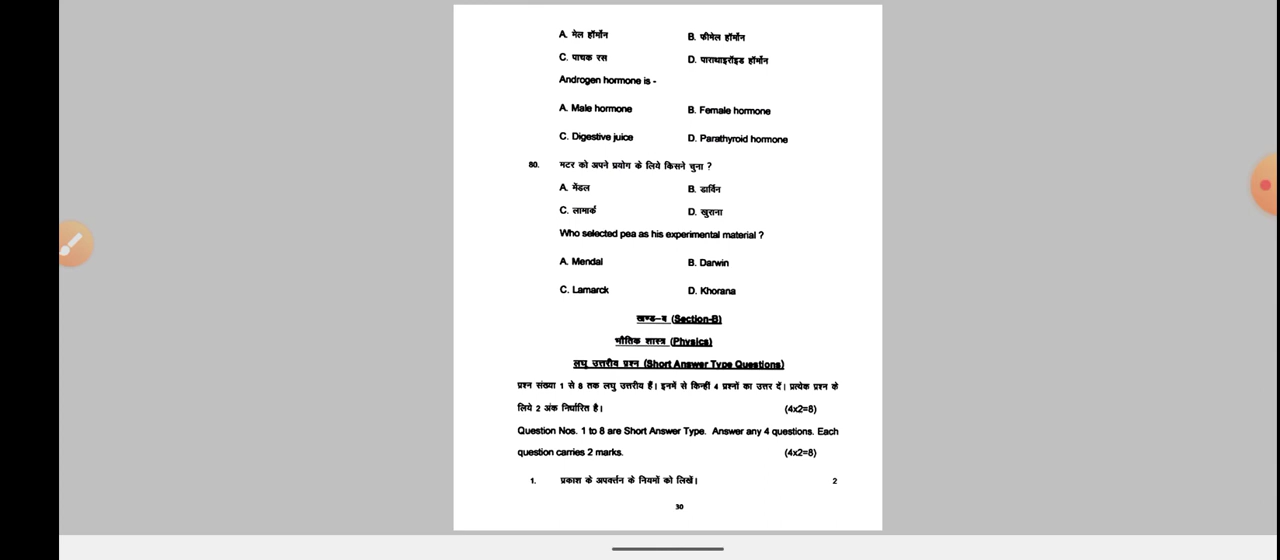 A. मेल हॉर्मोन B. फीमेल हॉर्मोन
C. पाचक रस D. पाराथाइरॉइड हॉर्मोन
Androgen hormone is -
A. Male hormone B. Female hormone
C. Digestive juice D. Parathyroid hormone
80. मटर को अपने प्रयोग के लिये किसने चुना ?
A. मेंडल B. डार्विन
C. लामार्क D. खुराना
Who selected pea as his experimental material ?
A. Mendal B. Darwin
C. Lamarck D. Khorana
खण्ड-ब (Section-B)
भौतिक शास्त्र (Physics)
लघु उत्तरीय प्रश्न (Short Answer Type Questions)
प्रश्न संख्या 1 से 8 तक लघु उत्तरीय हैं। इनमें से किन्हीं 4 प्रश्नों का उत्तर दें। प्रत्येक प्रश्न के
लिये 2 अंक निर्धारित है। (4x2=8)
Question Nos. 1 to 8 are Short Answer Type. Answer any 4 questions. Each
question carries 2 marks. (4x2=8)
1. प्रकाश के अपवर्त्तन के नियमों को लिखें। 2
30